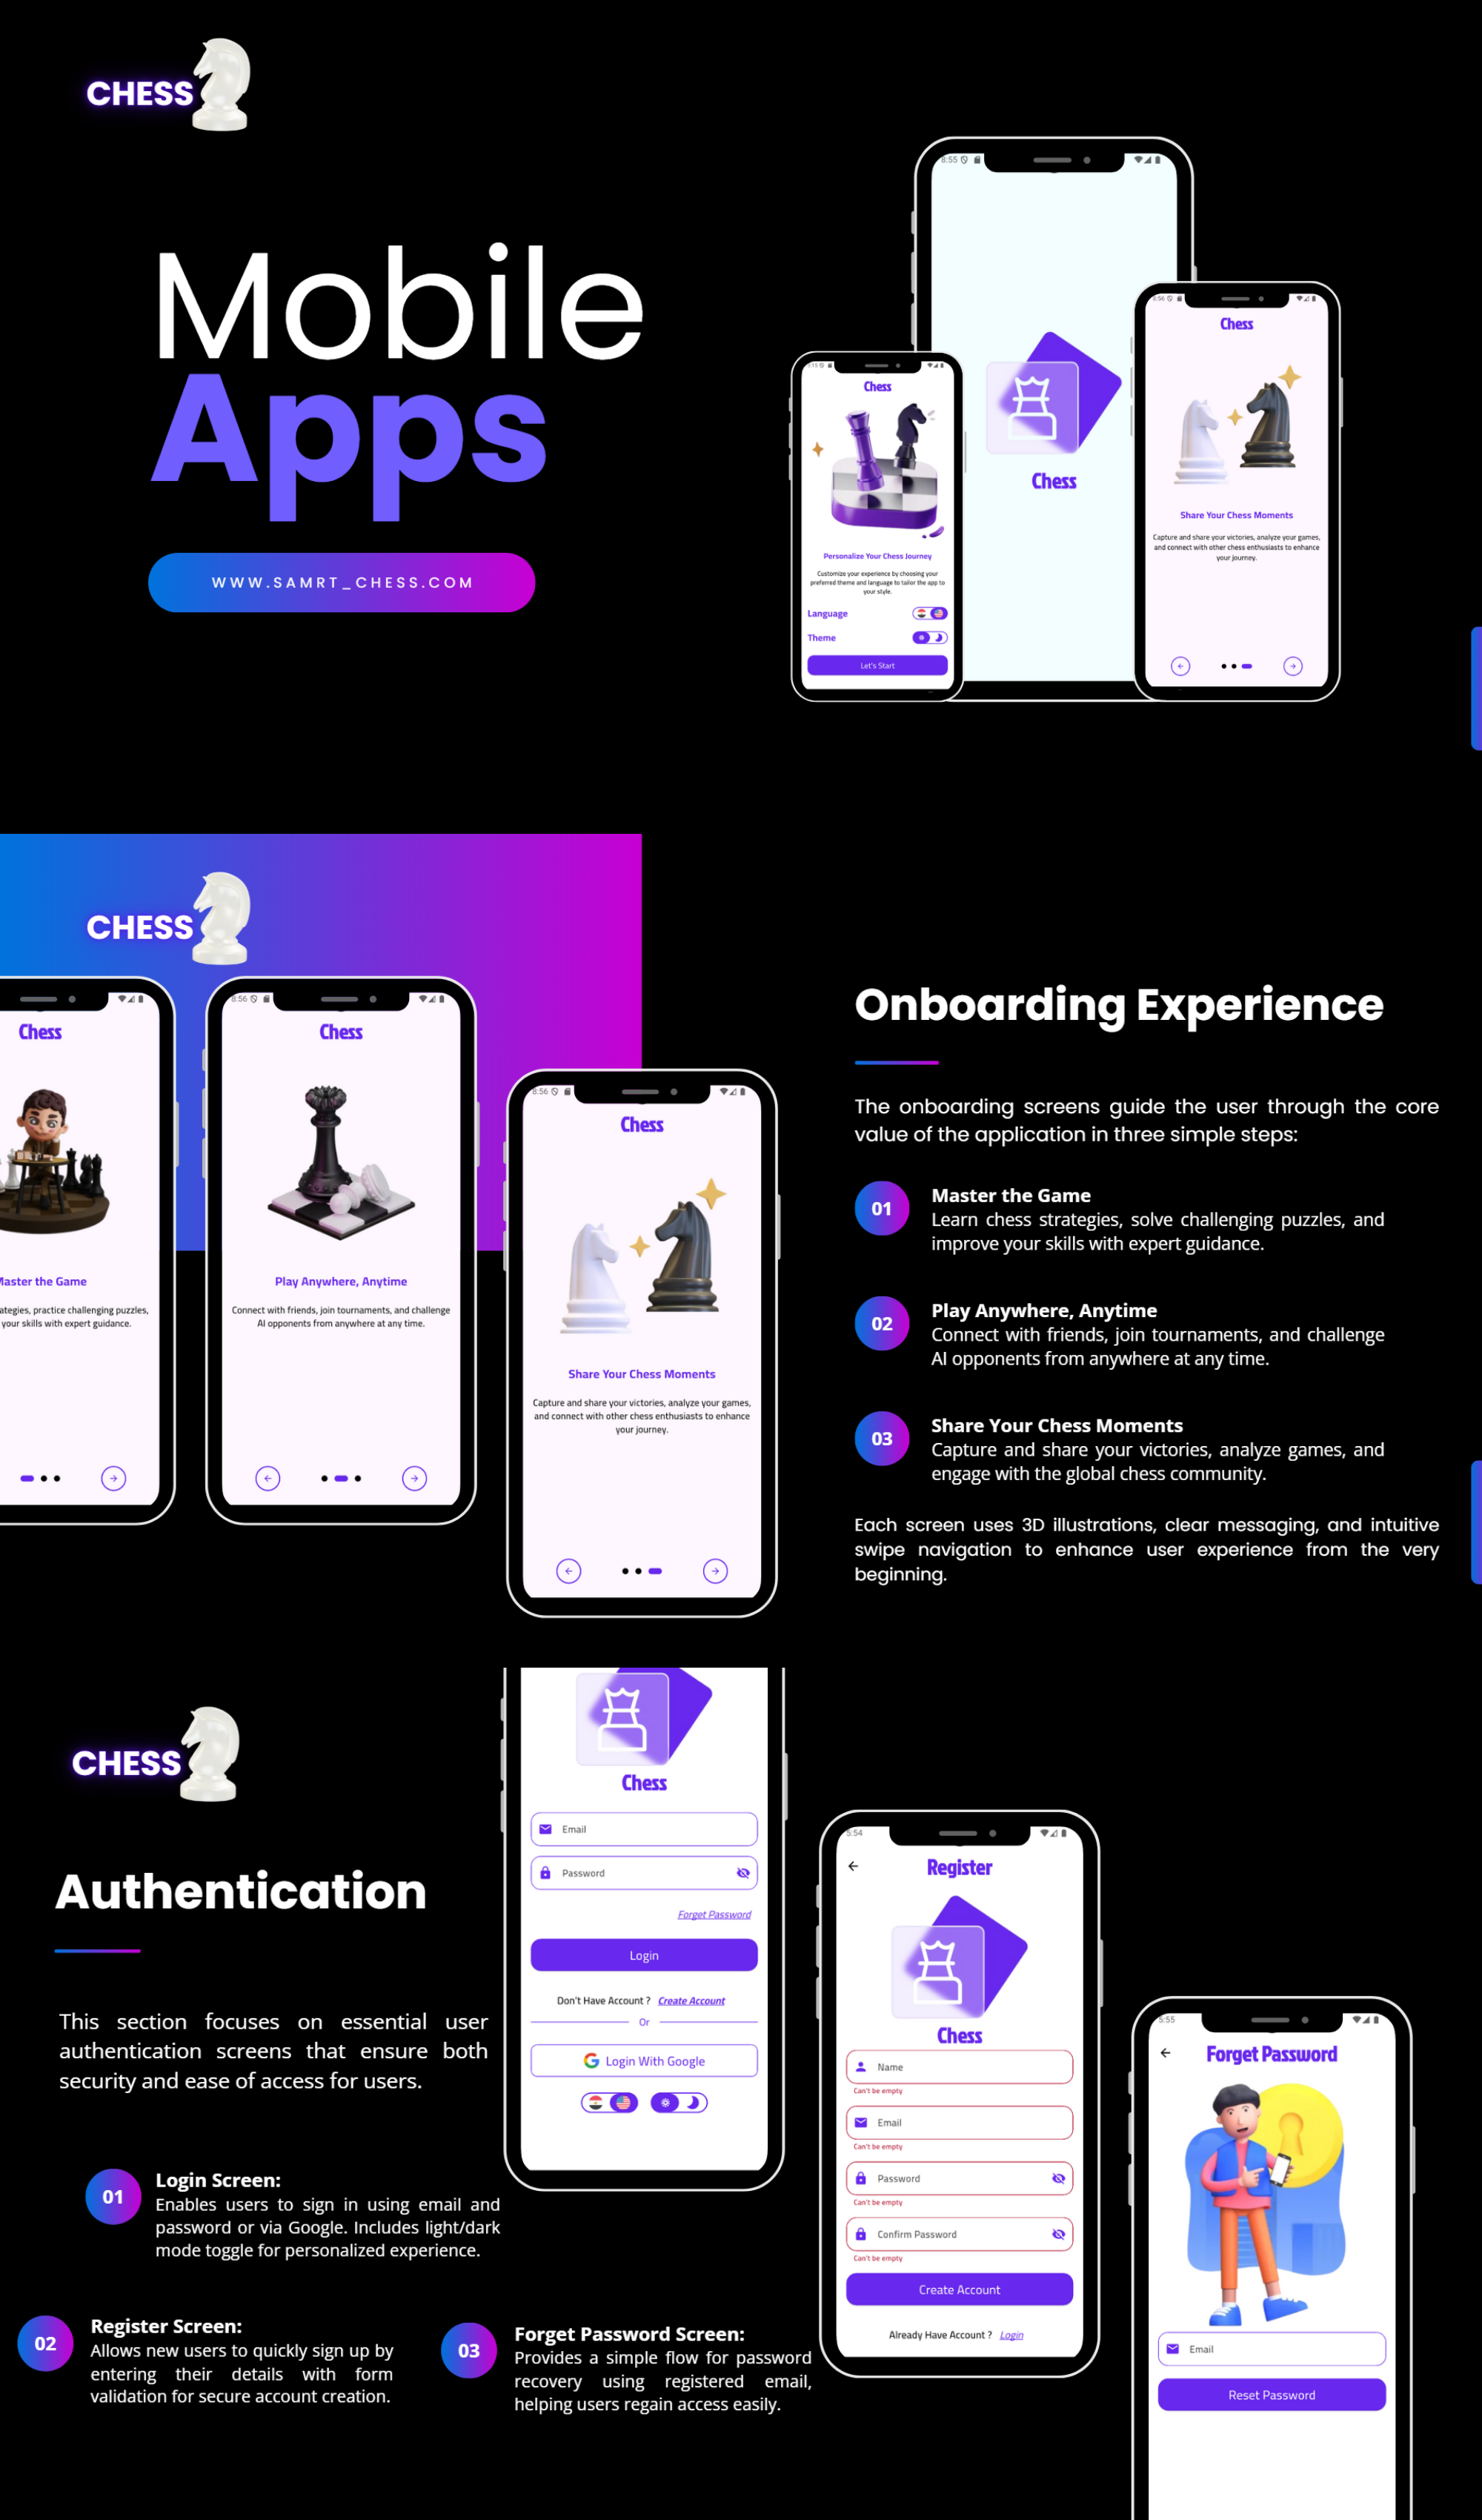 CHESS
Mobile
Apps
WWW.SAMRT_CHESS.COM
8:55
Chess
Chess
Personalize Your Chess Journey
Customize your experience by choosing your
preferred theme and language to tailor the app to
your style.
Language
Theme
Let's Start
8:56
Chess
Share Your Chess Moments
Capture and share your victories, analyze your games,
and connect with other chess enthusiasts to enhance
your journey.
CHESS
Chess
Master the Game
ategies, practice challenging puzzles,
your skills with expert guidance.
8:56
Chess
Play Anywhere, Anytime
Connect with friends, join tournaments, and challenge
AI opponents from anywhere at any time.
8:56
Chess
Share Your Chess Moments
Capture and share your victories, analyze your games,
and connect with other chess enthusiasts to enhance
your journey.
Onboarding Experience
The onboarding screens guide the user through the core
value of the application in three simple steps:
01
Master the Game
Learn chess strategies, solve challenging puzzles, and
improve your skills with expert guidance.
02
Play Anywhere, Anytime
Connect with friends, join tournaments, and challenge
AI opponents from anywhere at any time.
03
Share Your Chess Moments
Capture and share your victories, analyze games, and
engage with the global chess community.
Each screen uses 3D illustrations, clear messaging, and intuitive
swipe navigation to enhance user experience from the very
beginning.
CHESS
Authentication
This section focuses on essential user
authentication screens that ensure both
security and ease of access for users.
01
Login Screen:
Enables users to sign in using email and
password or via Google. Includes light/dark
mode toggle for personalized experience.
02
Register Screen:
Allows new users to quickly sign up by
entering their details with form
validation for secure account creation.
03
Forget Password Screen:
Provides a simple flow for password
recovery using registered email,
helping users regain access easily.
Chess
Email
Password
Forget Password
Login
Don't Have Account ? Create Account
Or
Login With Google
5:54
Register
Chess
Name
Can't be empty
Email
Can't be empty
Password
Can't be empty
Confirm Password
Can't be empty
Create Account
Already Have Account ? Login
5:55
Forget Password
Email
Reset Password